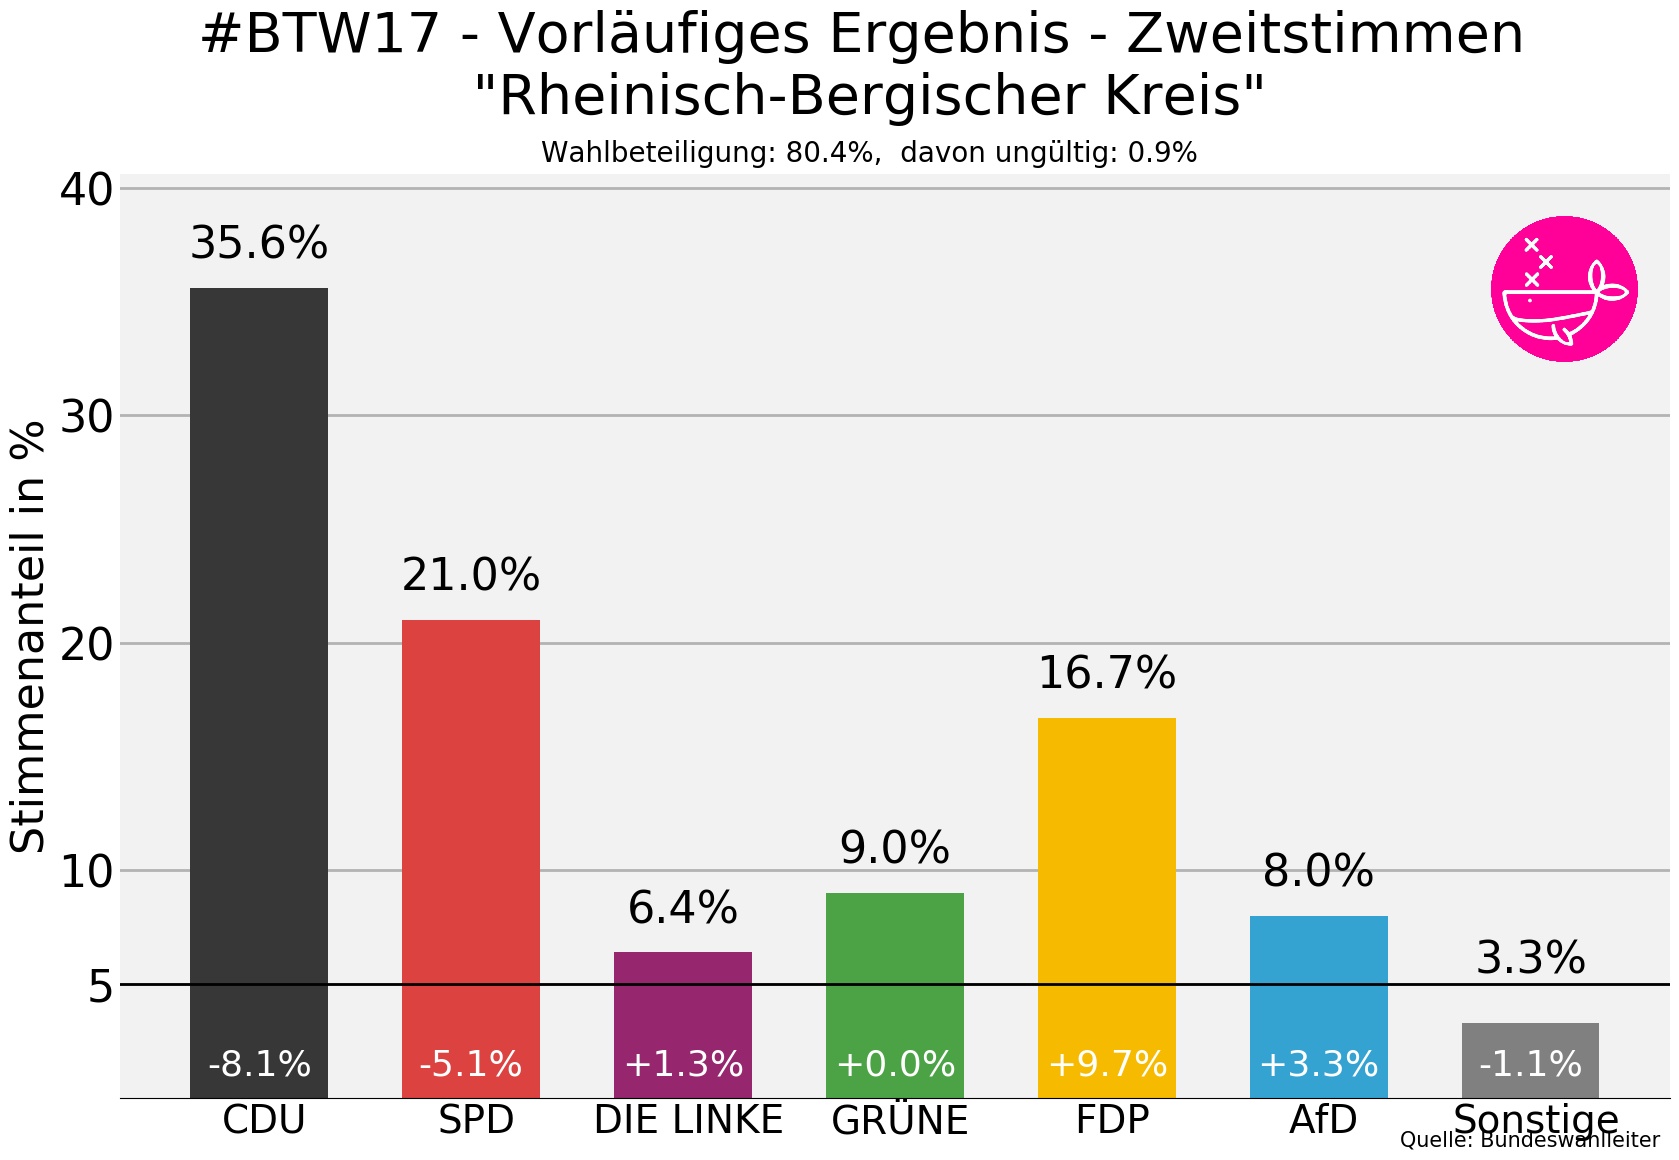 #BTW17 - Vorläufiges Ergebnis - Zweitstimmen
"Rheinisch-Bergischer Kreis"
Wahlbeteiligung: 80.4%, davon ungültig: 0.9%
Stimmenanteil in %
40
30
20
10
5
35.6%
21.0%
6.4%
9.0%
16.7%
8.0%
3.3%
-8.1%
-5.1%
+1.3%
+0.0%
+9.7%
+3.3%
-1.1%
CDU
SPD
DIE LINKE
GRÜNE
FDP
AfD
Sonstige
Quelle: Bundeswahlleiter